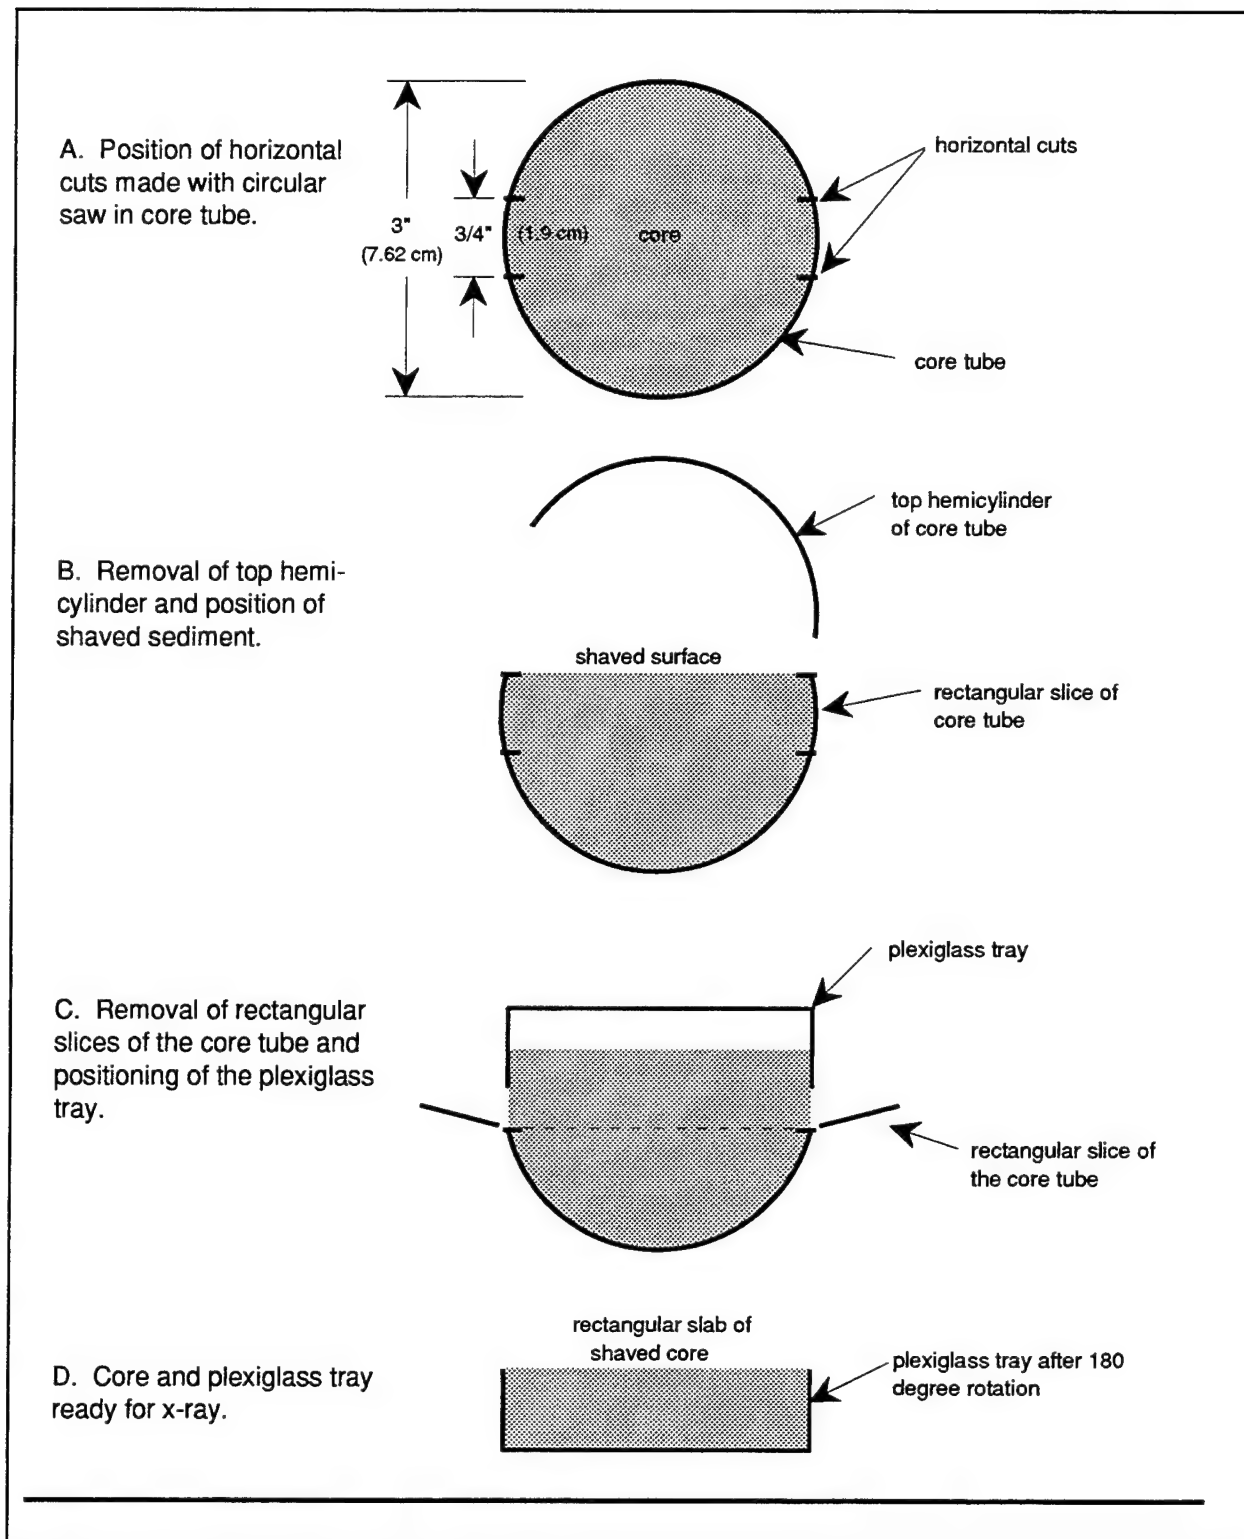 A. Position of horizontal
cuts made with circular
saw in core tube.
3"
(7.62 cm)
3/4"
(1.9 cm)
core
horizontal cuts
core tube
top hemicylinder
of core tube
B. Removal of top hemi-
cylinder and position of
shaved sediment.
shaved surface
rectangular slice of
core tube
plexiglass tray
C. Removal of rectangular
slices of the core tube and
positioning of the plexiglass
tray.
rectangular slice of
the core tube
rectangular slab of
shaved core
D. Core and plexiglass tray
ready for x-ray.
plexiglass tray after 180
degree rotation